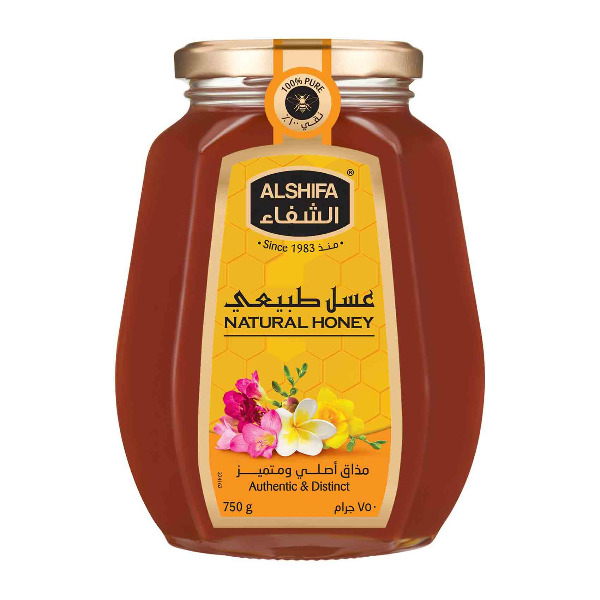 100% PURE
نقي ١٠٠٪
ALSHIFA®
الشفاء
• Since 1983 منذ •
عسل طبيعي
NATURAL HONEY
مذاق أصلي ومتميز
Authentic & Distinct
750 g ٧٥٠ جرام